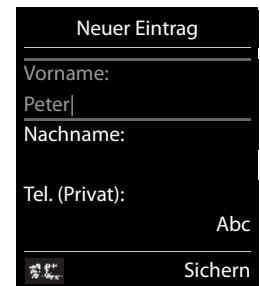 Neuer Eintrag
Vorname:
Peter
Nachname:
Tel. (Privat):
Abc
Sichern